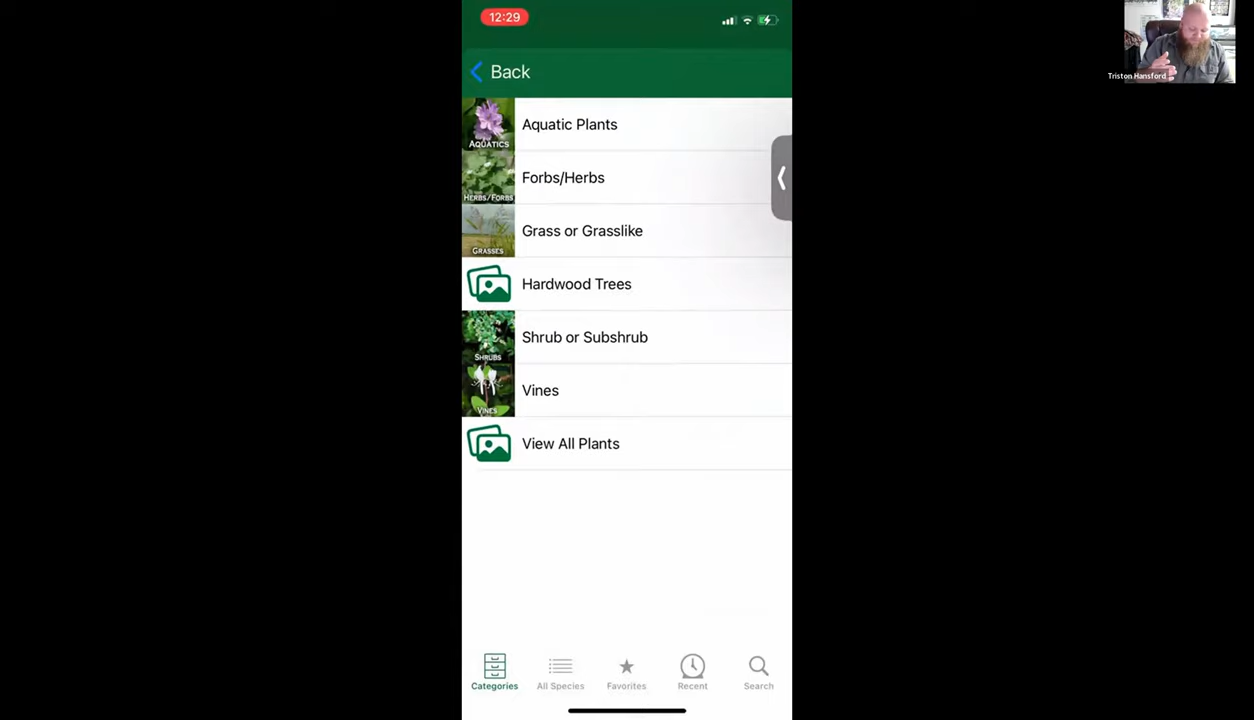 12:29
Triston Hansford
Back
AQUATICS
Aquatic Plants
HERBS/FORBS
Forbs/Herbs
GRASSES
Grass or Grasslike
Hardwood Trees
SHRUBS
Shrub or Subshrub
VINES
Vines
View All Plants
Categories
All Species
Favorites
Recent
Search